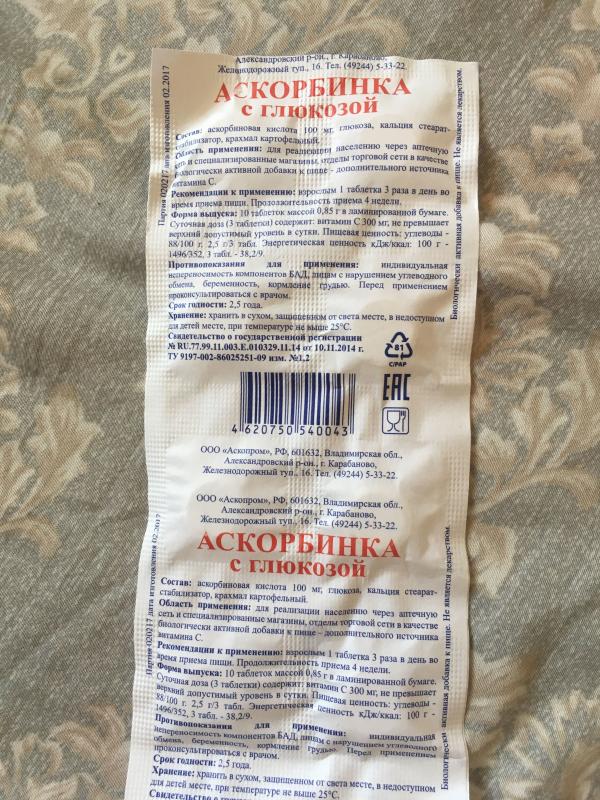 Александровский р-он., г. Карабаново,
Железнодорожный туп., 16. Тел. (49244) 5-33-22.
АСКОРБИНКА
с глюкозой
Состав: аскорбиновая кислота 100 мг, глюкоза, кальция стеарат-
стабилизатор, крахмал картофельный.
Область применения: для реализации населению через аптечную
сеть и специализированные магазины, отделы торговой сети в качестве
биологически активной добавки к пище - дополнительного источника
витамина С.
Рекомендации к применению: взрослым 1 таблетка 3 раза в день во
время приема пищи. Продолжительность приема 4 недели.
Форма выпуска: 10 таблеток массой 0,85 г в ламинированной бумаге.
Суточная доза (3 таблетки) содержит: витамин С 300 мг, не превышает
верхний допустимый уровень в сутки. Пищевая ценность: углеводы -
88/100 г, 2,5 г/3 табл. Энергетическая ценность кДж/ккал: 100 г -
1496/352, 3 табл. - 38,2/9.
Противопоказания для применения: индивидуальная
непереносимость компонентов БАД, лицам с нарушением углеводного
обмена, беременность, кормление грудью. Перед применением
проконсультироваться с врачом.
Срок годности: 2,5 года.
Хранение: хранить в сухом, защищенном от света месте, в недоступном
для детей месте, при температуре не выше 25°С.
Свидетельство о государственной регистрации
№ RU.77.99.11.003.E.010329.11.14 от 10.11.2014 г.
ТУ 9197-002-86025251-09 изм. №1,2
Партия 020217 дата изготовления 02.2017
Биологически активная добавка к пище. Не является лекарством.
81
C/PAP
EAC
4 620750 540043
ООО «Аскопром», РФ, 601632, Владимирская обл.,
Александровский р-он., г. Карабаново,
Железнодорожный туп., 16. Тел. (49244) 5-33-22.
ООО «Аскопром», РФ, 601632, Владимирская обл.,
Александровский р-он., г. Карабаново,
Железнодорожный туп., 16. Тел. (49244) 5-33-22.
АСКОРБИНКА
с глюкозой
Состав: аскорбиновая кислота 100 мг, глюкоза, кальция стеарат-
стабилизатор, крахмал картофельный.
Область применения: для реализации населению через аптечную
сеть и специализированные магазины, отделы торговой сети в качестве
биологически активной добавки к пище - дополнительного источника
витамина С.
Рекомендации к применению: взрослым 1 таблетка 3 раза в день во
время приема пищи. Продолжительность приема 4 недели.
Форма выпуска: 10 таблеток массой 0,85 г в ламинированной бумаге.
Суточная доза (3 таблетки) содержит: витамин С 300 мг, не превышает
верхний допустимый уровень в сутки. Пищевая ценность: углеводы -
88/100 г, 2,5 г/3 табл. Энергетическая ценность кДж/ккал: 100 г -
1496/352, 3 табл. - 38,2/9.
Противопоказания для применения: индивидуальная
непереносимость компонентов БАД, лицам с нарушением углеводного
обмена, беременность, кормление грудью. Перед применением
проконсультироваться с врачом.
Срок годности: 2,5 года.
Хранение: хранить в сухом, защищенном от света месте, в недоступном
для детей месте, при температуре не выше 25°С.
Свидетельство о
Партия 020217 дата изготовления 02.2017
Биологически активная добавка к пище. Не является лекарством.